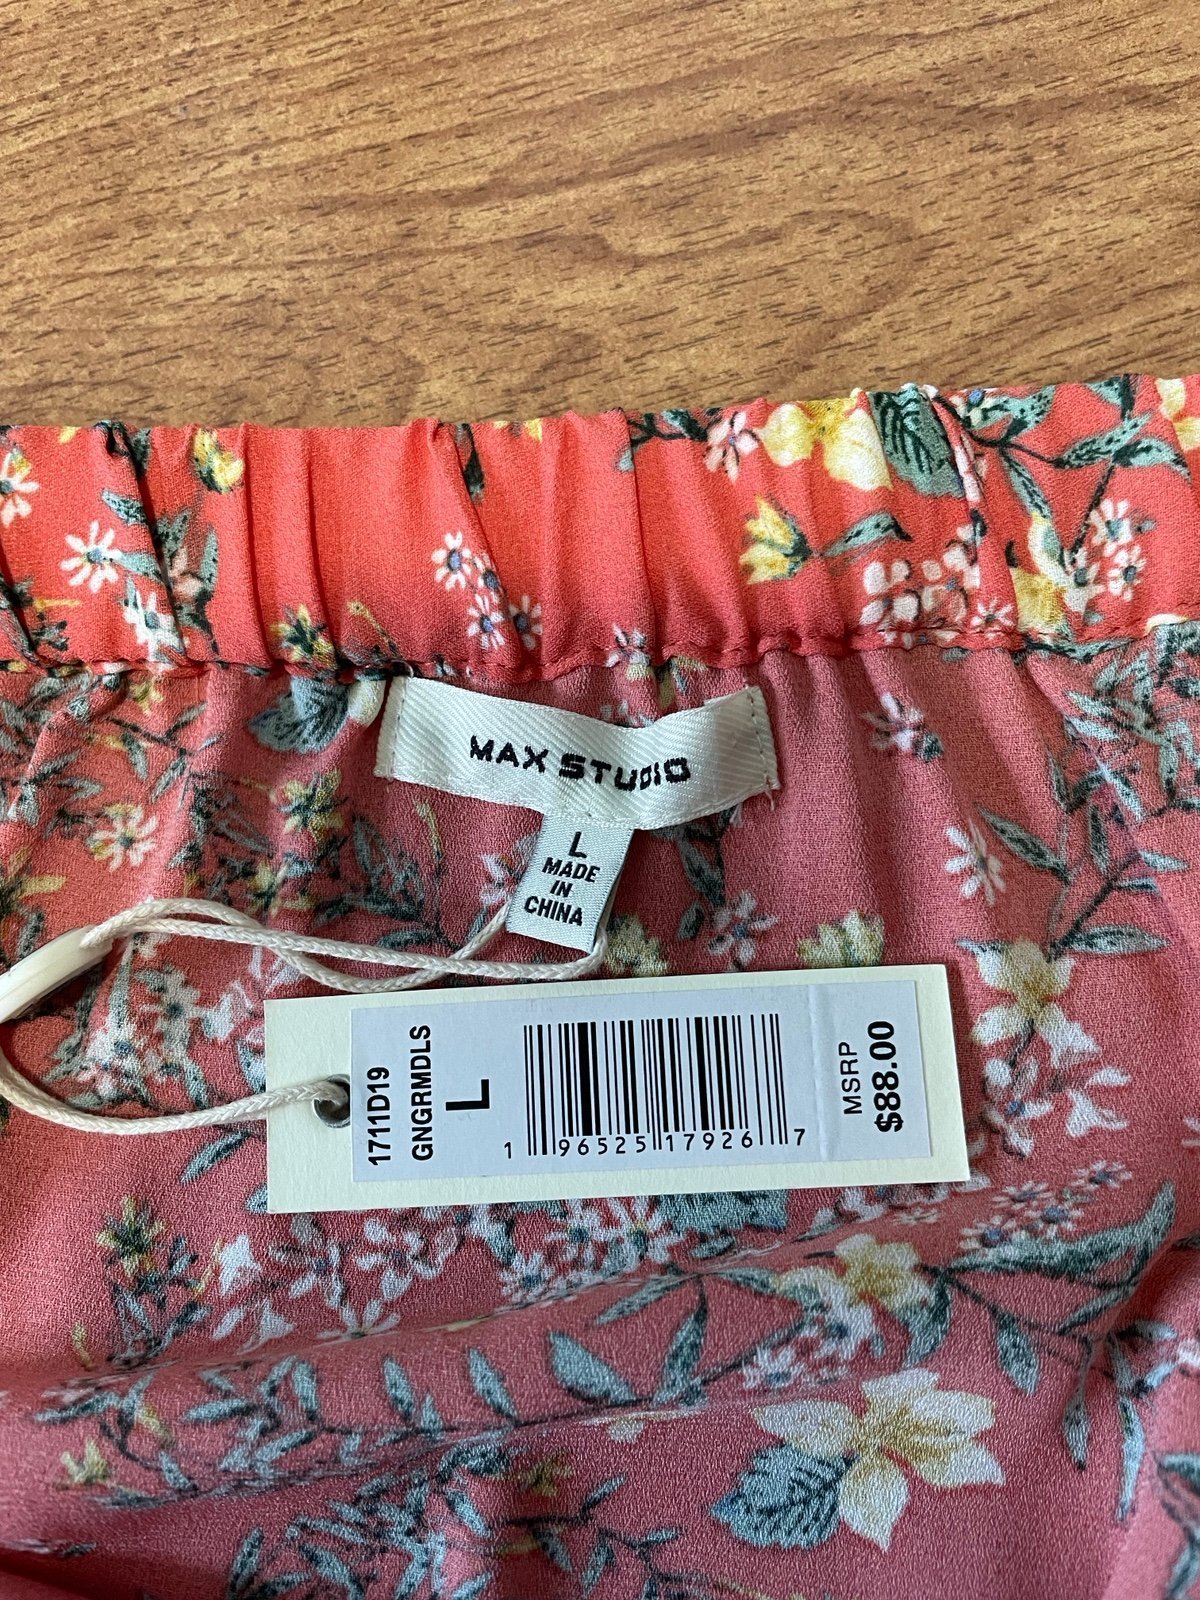 MAX STUDIO
L
MADE
IN
CHINA
1711D19
GNGRMDLS
L
1 96525 17926 7
MSRP
$88.00